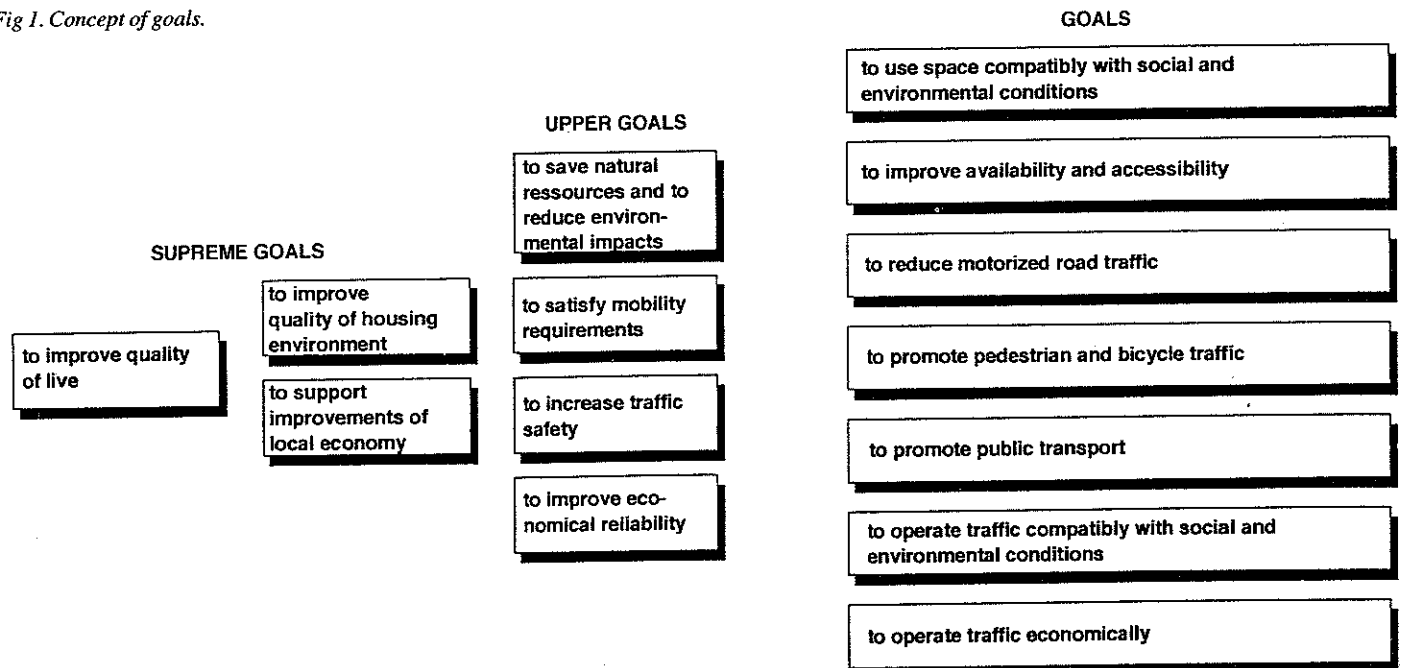 Fig 1. Concept of goals.
SUPREME GOALS
to improve quality
of live
to improve
quality of housing
environment
to support
improvements of
local economy
UPPER GOALS
to save natural
ressources and to
reduce environ-
mental impacts
to satisfy mobility
requirements
to increase traffic
safety
to improve eco-
nomical reliability
GOALS
to use space compatibly with social and
environmental conditions
to improve availability and accessibility
to reduce motorized road traffic
to promote pedestrian and bicycle traffic
to promote public transport
to operate traffic compatibly with social and
environmental conditions
to operate traffic economically